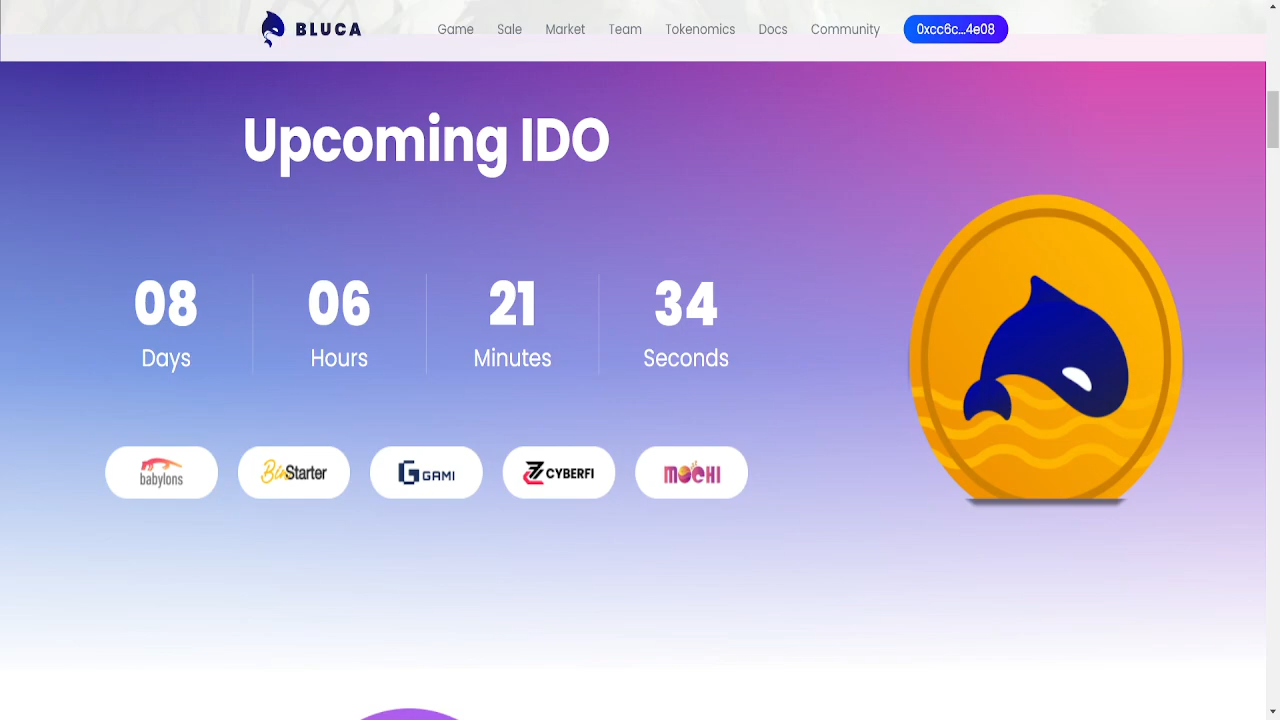 BLUCA
Game Sale Market Team Tokenomics Docs Community 0xcc6c...4e08
Upcoming IDO
08 06 21 34
Days Hours Minutes Seconds
babylons BinStarter GAMI CYBERFI MOCHI